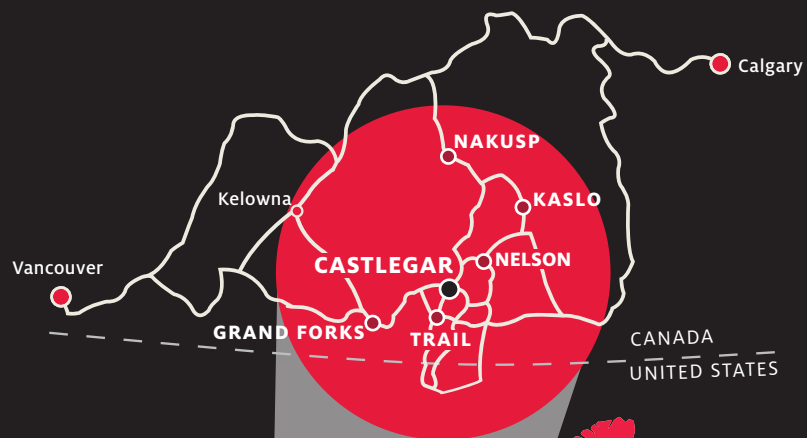 Calgary
NAKUSP
Kelowna
KASLO
Vancouver
CASTLEGAR
NELSON
GRAND FORKS
TRAIL
CANADA
UNITED STATES